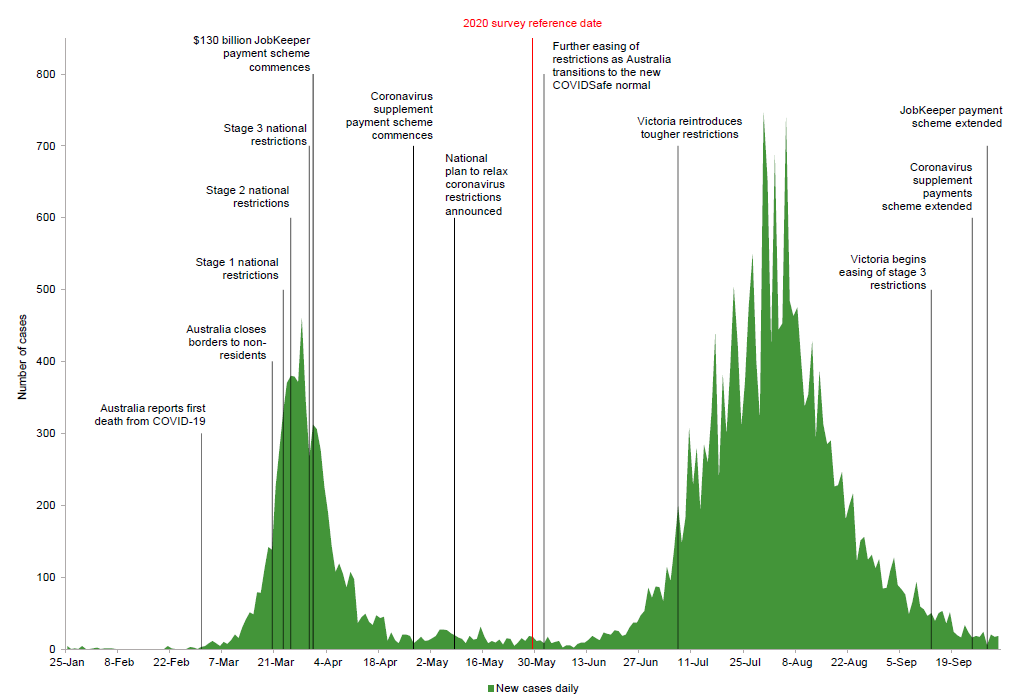 2020 survey reference date
$130 billion JobKeeper
payment scheme
commences
Further easing of
restrictions as Australia
transitions to the new
COVIDSafe normal
Coronavirus
supplement
payment scheme
commences
JobKeeper payment
scheme extended
Stage 3 national
restrictions
Victoria reintroduces
tougher restrictions
National
plan to relax
coronavirus
restrictions
announced
Coronavirus
supplement
payments
scheme extended
Stage 2 national
restrictions
Stage 1 national
restrictions
Victoria begins
easing of stage 3
restrictions
Australia closes
borders to non-
residents
Australia reports first
death from COVID-19
Number of cases
800
700
600
500
400
300
200
100
0
25-Jan 8-Feb 22-Feb 7-Mar 21-Mar 4-Apr 18-Apr 2-May 16-May 30-May 13-Jun 27-Jun 11-Jul 25-Jul 8-Aug 22-Aug 5-Sep 19-Sep
New cases daily